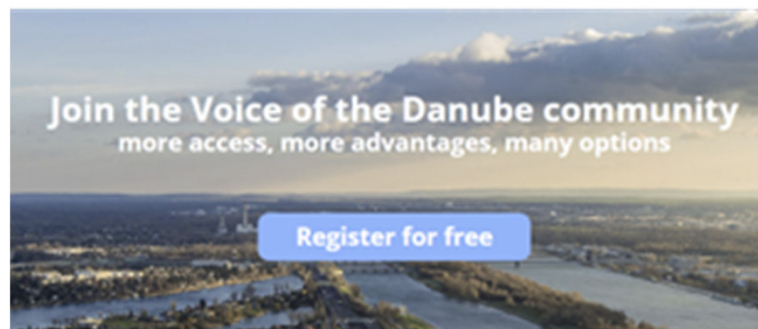 Join the Voice of the Danube community
more access, more advantages, many options
Register for free